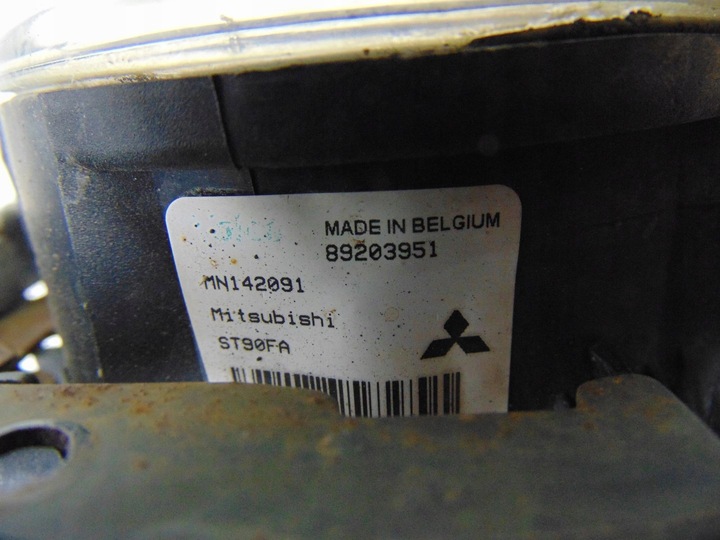 MADE IN BELGIUM
89203951
MN142091
Mitsubishi
ST90FA